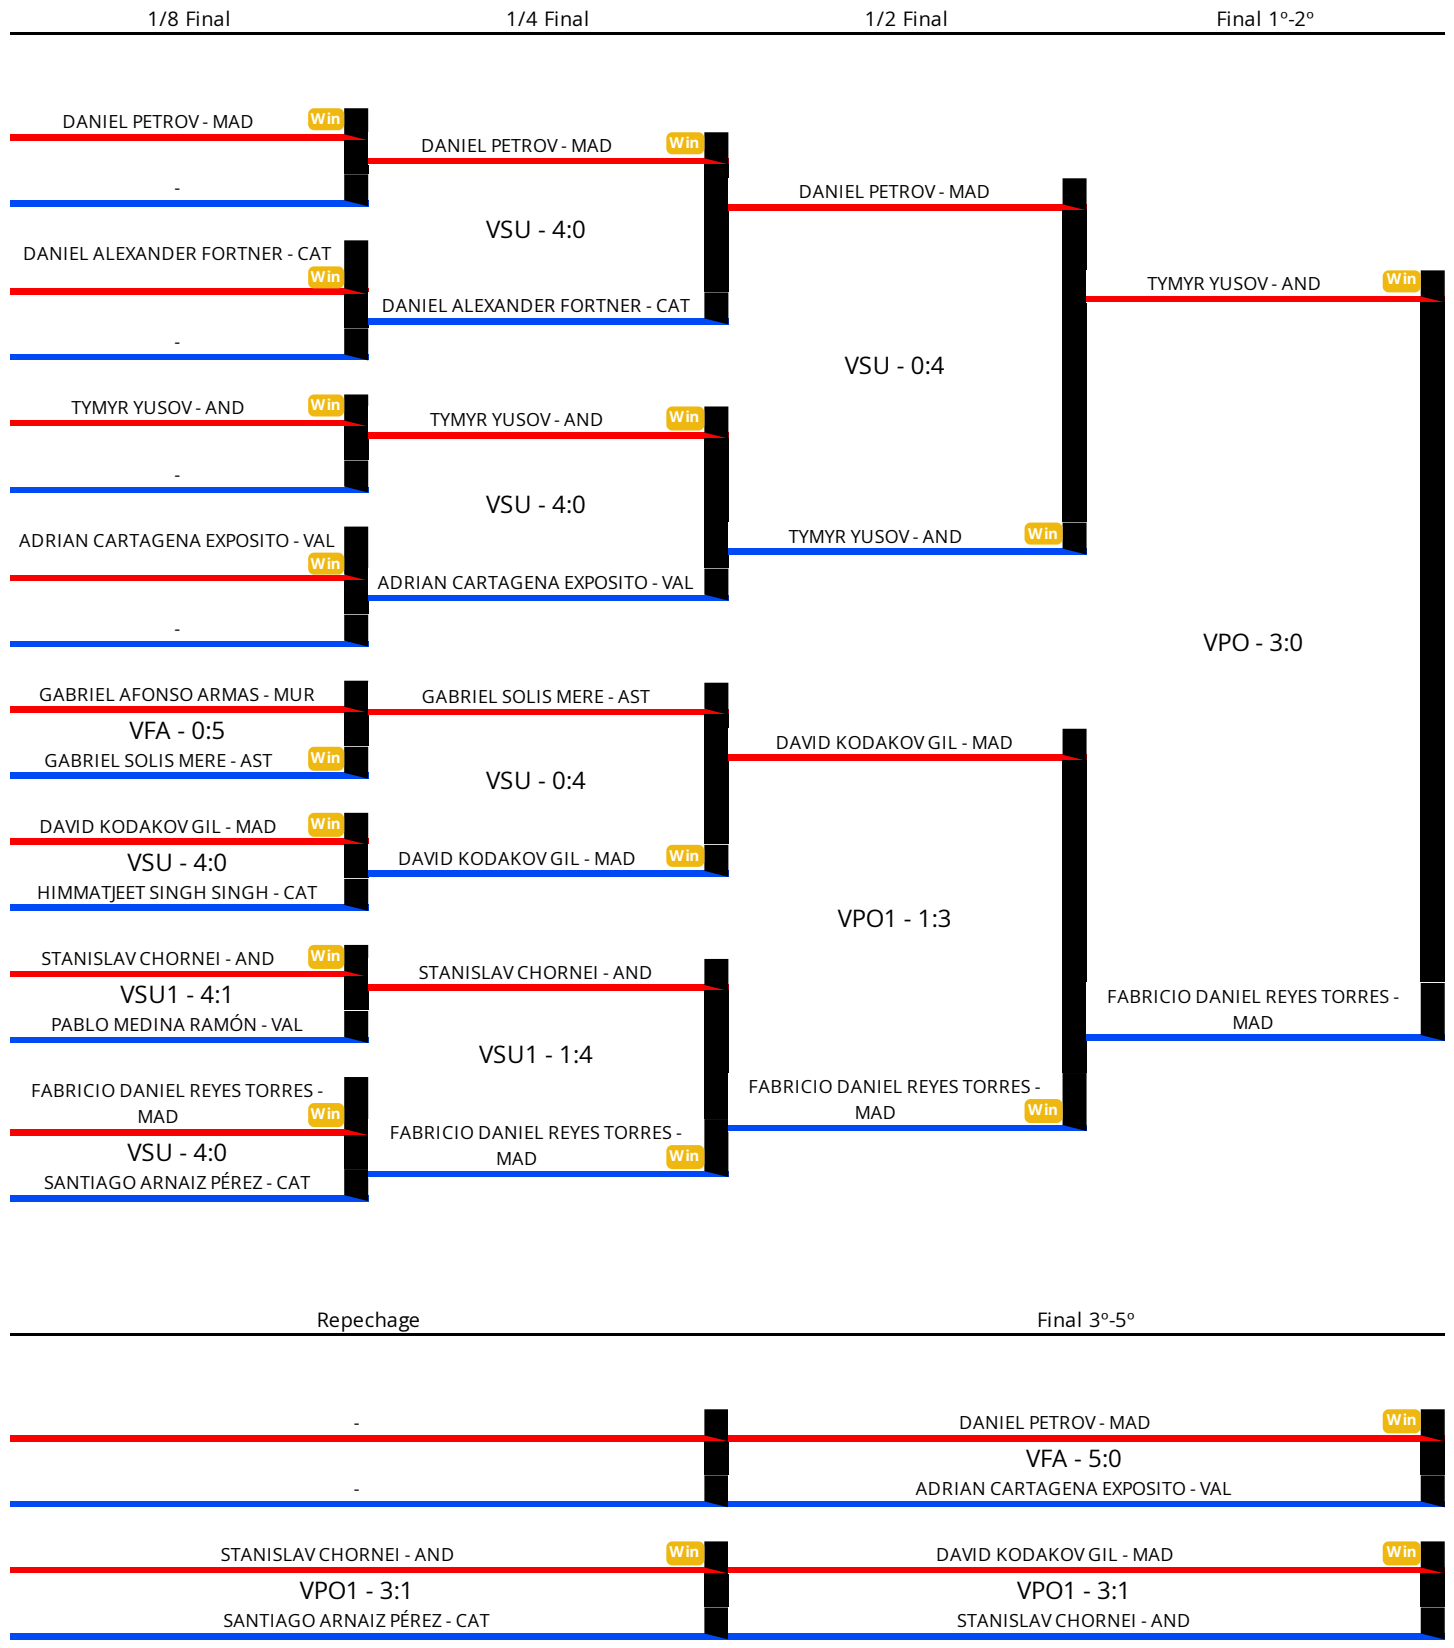 1/8 Final
1/4 Final
1/2 Final
Final 1º-2º
DANIEL PETROV - MAD
Win
-
DANIEL ALEXANDER FORTNER - CAT
Win
-
TYMYR YUSOV - AND
Win
-
ADRIAN CARTAGENA EXPOSITO - VAL
Win
-
GABRIEL AFONSO ARMAS - MUR
VFA - 0:5
GABRIEL SOLIS MERE - AST
Win
DAVID KODAKOV GIL - MAD
Win
VSU - 4:0
HIMMATJEET SINGH SINGH - CAT
STANISLAV CHORNEI - AND
Win
VSU1 - 4:1
PABLO MEDINA RAMÓN - VAL
FABRICIO DANIEL REYES TORRES -
MAD
Win
VSU - 4:0
SANTIAGO ARNAIZ PÉREZ - CAT
DANIEL PETROV - MAD
Win
VSU - 4:0
DANIEL ALEXANDER FORTNER - CAT
TYMYR YUSOV - AND
Win
VSU - 4:0
ADRIAN CARTAGENA EXPOSITO - VAL
GABRIEL SOLIS MERE - AST
VSU - 0:4
DAVID KODAKOV GIL - MAD
Win
STANISLAV CHORNEI - AND
VSU1 - 1:4
FABRICIO DANIEL REYES TORRES -
MAD
Win
DANIEL PETROV - MAD
VSU - 0:4
TYMYR YUSOV - AND
Win
DAVID KODAKOV GIL - MAD
VPO1 - 1:3
FABRICIO DANIEL REYES TORRES -
MAD
Win
TYMYR YUSOV - AND
Win
VPO - 3:0
FABRICIO DANIEL REYES TORRES -
MAD
Repechage
Final 3º-5º
-
-
STANISLAV CHORNEI - AND
Win
VPO1 - 3:1
SANTIAGO ARNAIZ PÉREZ - CAT
DANIEL PETROV - MAD
Win
VFA - 5:0
ADRIAN CARTAGENA EXPOSITO - VAL
DAVID KODAKOV GIL - MAD
Win
VPO1 - 3:1
STANISLAV CHORNEI - AND